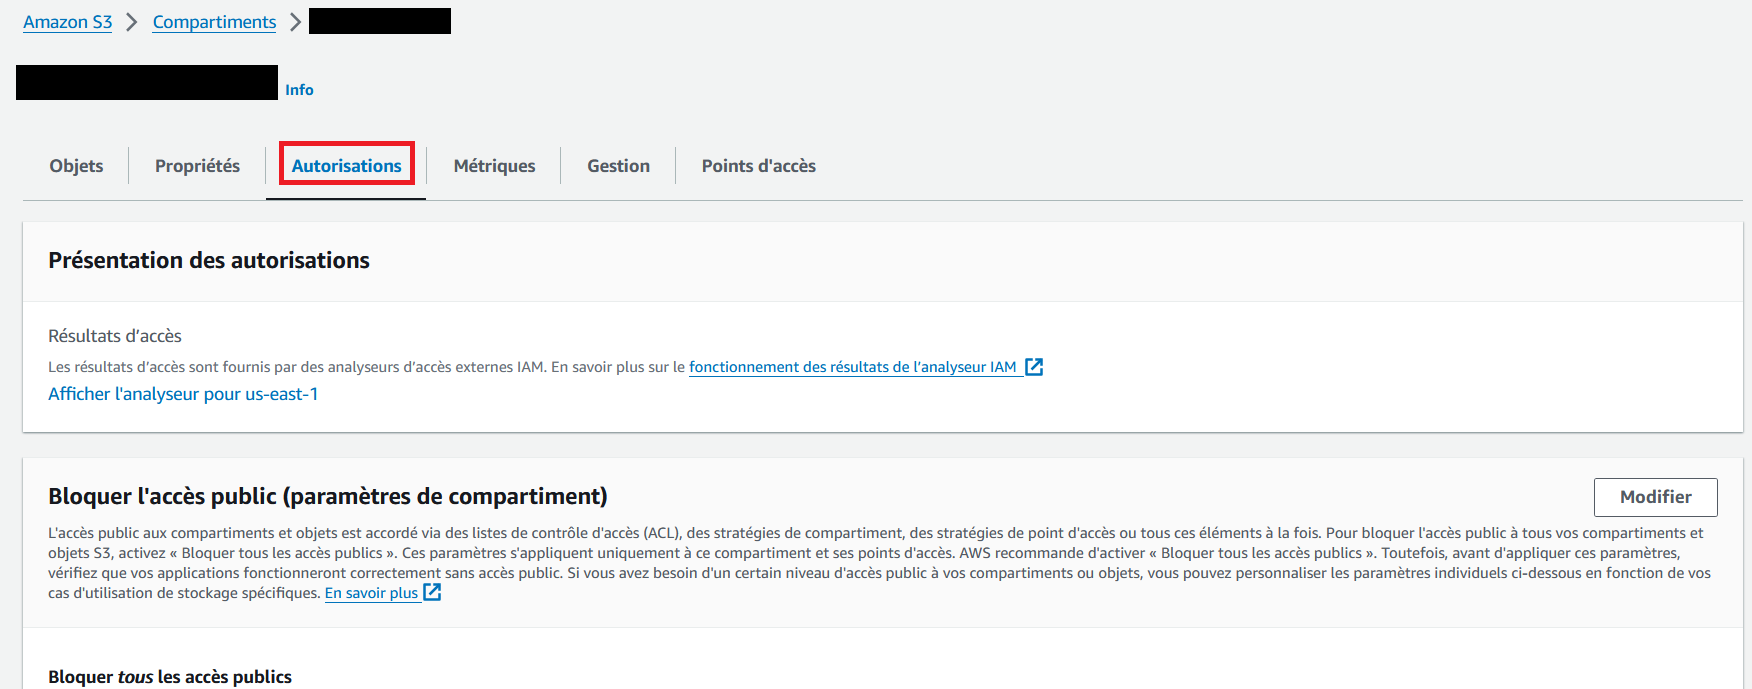 Amazon S3 > Compartiments >
Info
Objets Propriétés Autorisations Métriques Gestion Points d'accès
Présentation des autorisations
Résultats d’accès
Les résultats d’accès sont fournis par des analyseurs d’accès externes IAM. En savoir plus sur le fonctionnement des résultats de l’analyseur IAM
Afficher l'analyseur pour us-east-1
Bloquer l'accès public (paramètres de compartiment)
Modifier
L'accès public aux compartiments et objets est accordé via des listes de contrôle d'accès (ACL), des stratégies de compartiment, des stratégies de point d'accès ou tous ces éléments à la fois. Pour bloquer l'accès public à tous vos compartiments et
objets S3, activez « Bloquer tous les accès publics ». Ces paramètres s'appliquent uniquement à ce compartiment et ses points d'accès. AWS recommande d'activer « Bloquer tous les accès publics ». Toutefois, avant d'appliquer ces paramètres,
vérifiez que vos applications fonctionneront correctement sans accès public. Si vous avez besoin d'un certain niveau d'accès public à vos compartiments ou objets, vous pouvez personnaliser les paramètres individuels ci-dessous en fonction de vos
cas d'utilisation de stockage spécifiques. En savoir plus
Bloquer tous les accès publics